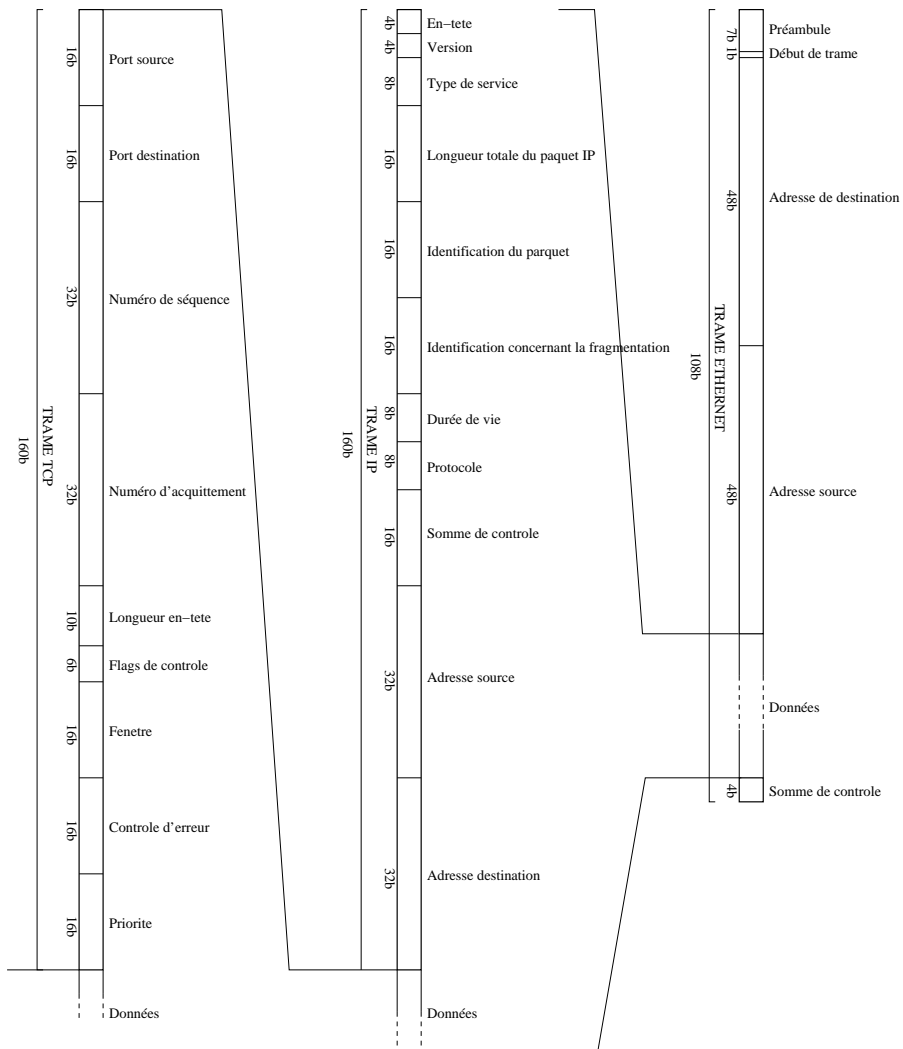 TRAME TCP
160b
16b
Port source
16b
Port destination
32b
Numéro de séquence
32b
Numéro d'acquittement
10b
Longueur en−tete
6b
Flags de controle
16b
Fenetre
16b
Controle d'erreur
16b
Priorite
Données
TRAME IP
160b
4b
En−tete
4b
Version
8b
Type de service
16b
Longueur totale du paquet IP
16b
Identification du parquet
16b
Identification concernant la fragmentation
8b
Durée de vie
8b
Protocole
16b
Somme de controle
32b
Adresse source
32b
Adresse destination
Données
TRAME ETHERNET
108b
7b
Préambule
1b
Début de trame
48b
Adresse de destination
48b
Adresse source
Données
4b
Somme de controle